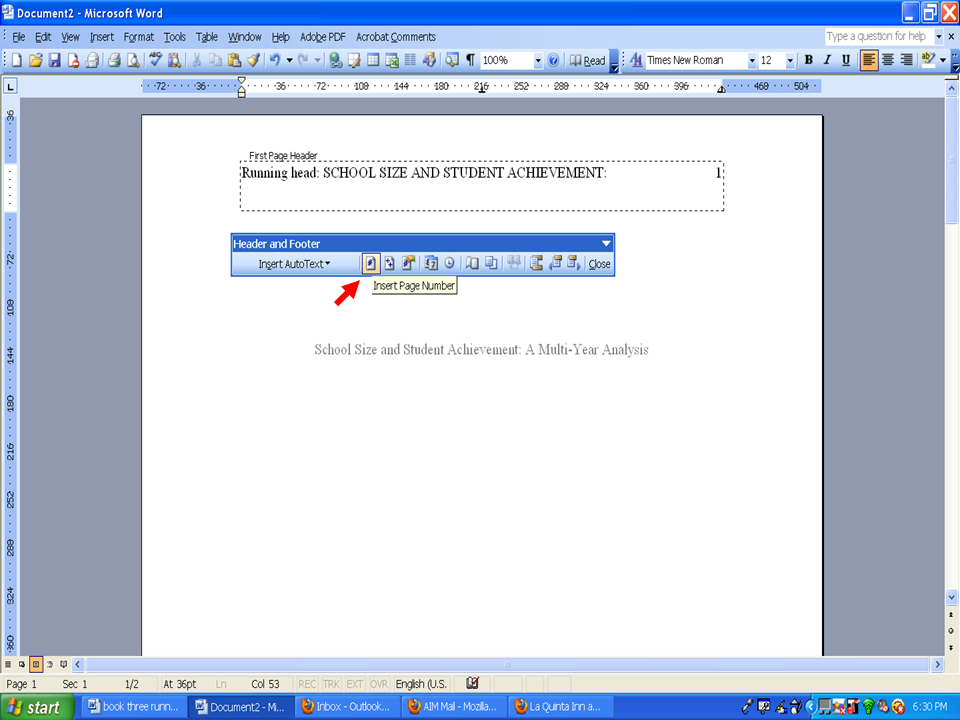 Document2 - Microsoft Word
File Edit View Insert Format Tools Table Window Help Adobe PDF Acrobat Comments Type a question for help
100% Read Times New Roman 12 B I U
72 36 36 72 108 144 180 216 252 288 324 360 396 468 504
First Page Header
Running head: SCHOOL SIZE AND STUDENT ACHIEVEMENT: 1
Header and Footer
Insert AutoText Close
Insert Page Number
School Size and Student Achievement: A Multi-Year Analysis
36
72
108
144
180
216
252
288
324
360
Page 1 Sec 1 1/2 At 36pt Ln Col 53 REC TRK EXT OVR English (U.S.
start book three runn... Document2 - Mi... Inbox - Outlook... AIM Mail - Mozilla... La Quinta Inn a... 6:30 PM